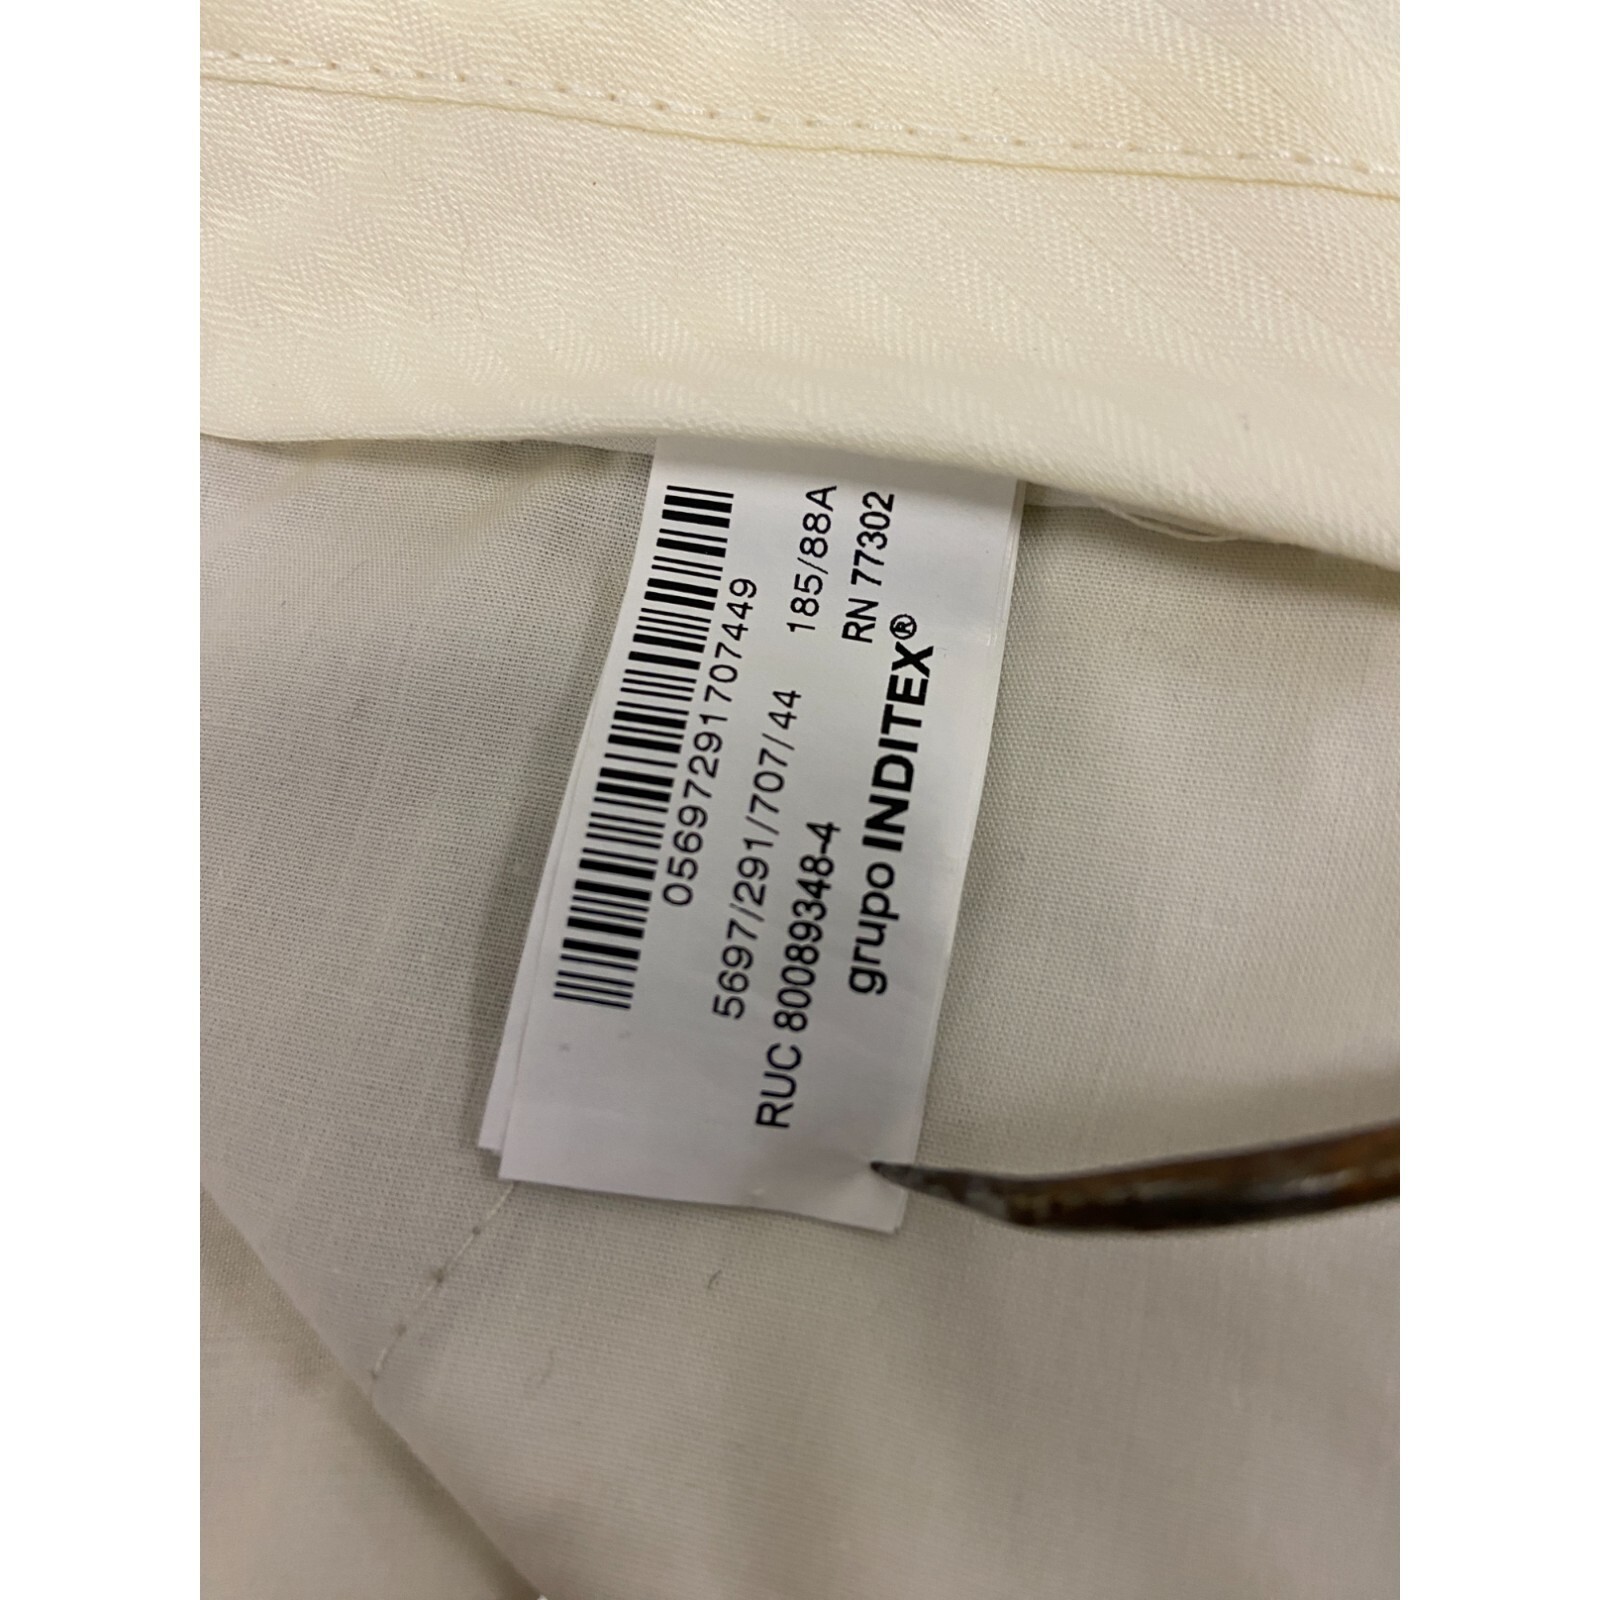 05697291707449
5697/291/707/44 185/88A
RUC 80089348-4 RN 77302
grupo INDITEX®